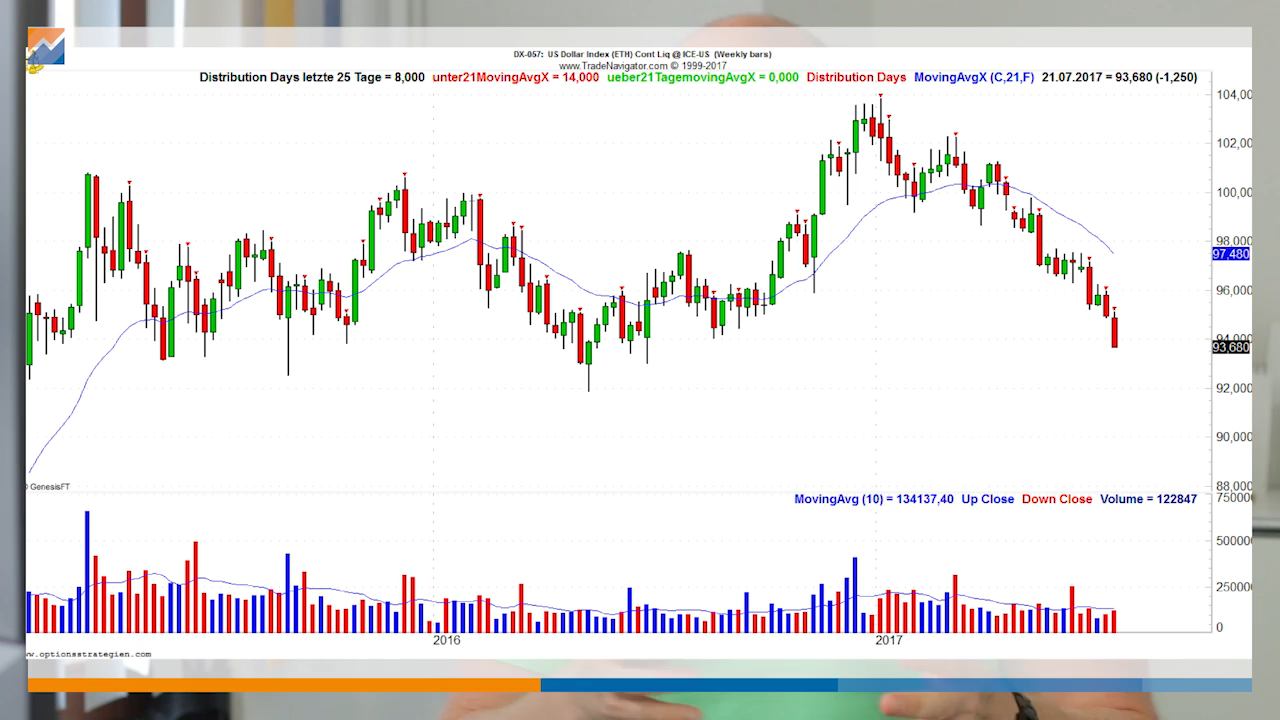 DX-057: US Dollar Index (ETH) Cont Liq @ ICE-US (Weekly bars)
www.TradeNavigator.com © 1999-2017
Distribution Days letzte 25 Tage = 8,000 unter21MovingAvgX = 14,000 ueber21TagemovingAvgX = 0,000 Distribution Days MovingAvgX (C,21,F) 21.07.2017 = 93,680 (-1,250)
104,00
102,00
100,00
98,000
97,480
96,000
94,000
93,680
92,000
90,000
88,000
© GenesisFT
MovingAvg (10) = 134137,40 Up Close Down Close Volume = 122847
750000
500000
250000
0
2016 2017
w.optionsstrategien.com